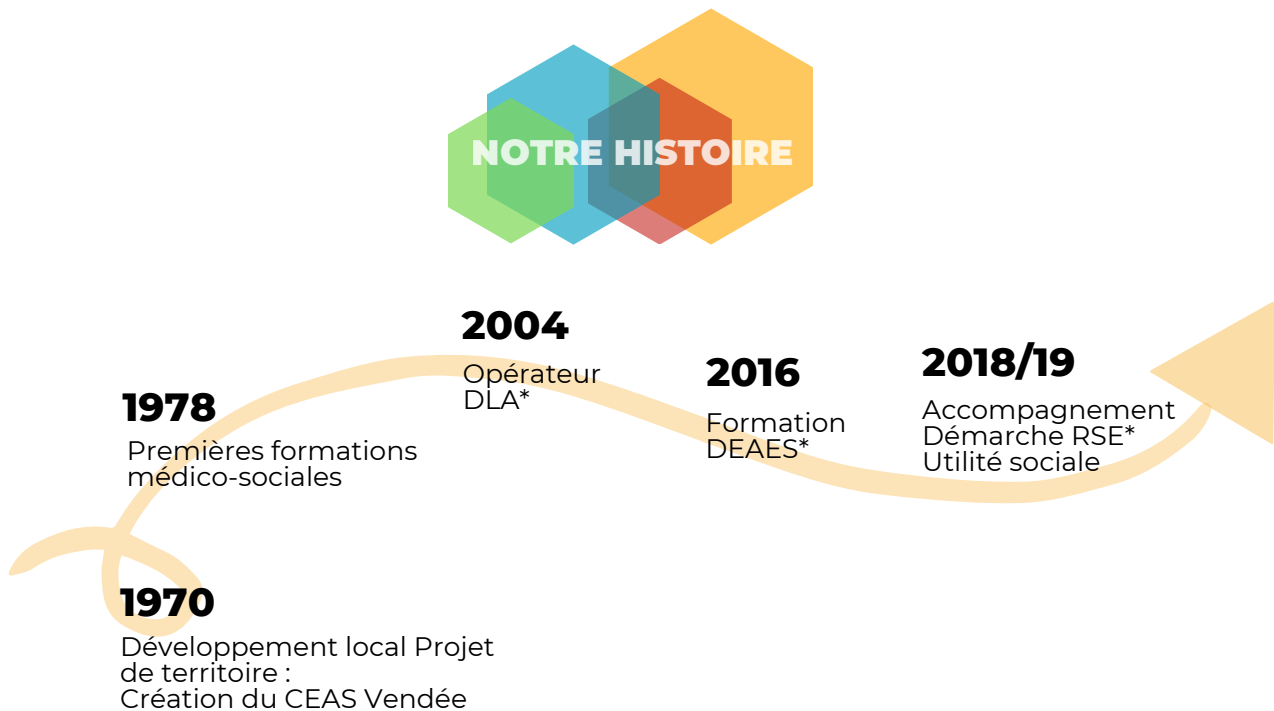 NOTRE HISTOIRE
1970
Développement local Projet
de territoire :
Création du CEAS Vendée
1978
Premières formations
médico-sociales
2004
Opérateur
DLA*
2016
Formation
DEAES*
2018/19
Accompagnement
Démarche RSE*
Utilité sociale